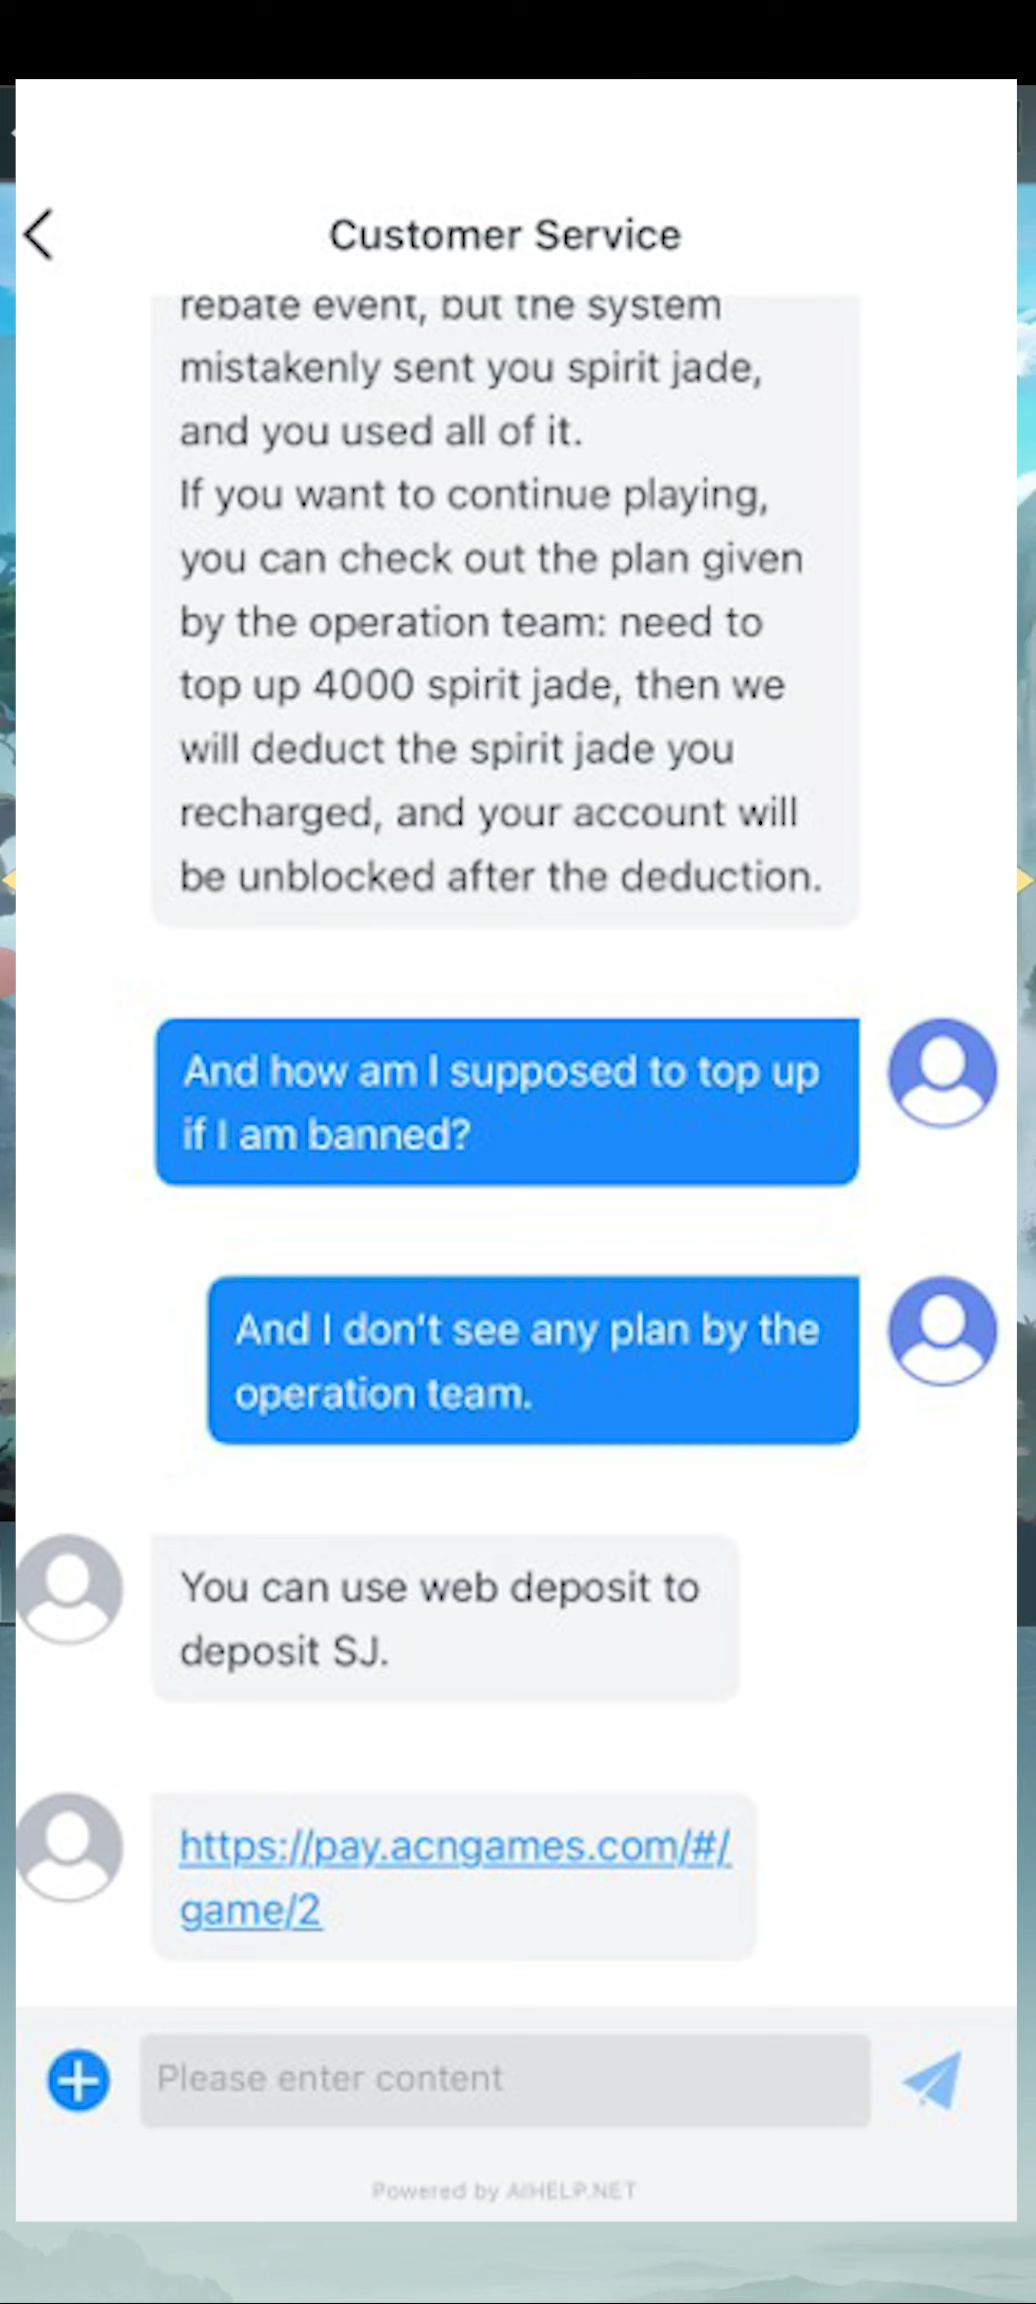 Customer Service
rebate event, but the system
mistakenly sent you spirit jade,
and you used all of it.
If you want to continue playing,
you can check out the plan given
by the operation team: need to
top up 4000 spirit jade, then we
will deduct the spirit jade you
recharged, and your account will
be unblocked after the deduction.
And how am I supposed to top up
if I am banned?
And I don't see any plan by the
operation team.
You can use web deposit to
deposit SJ.
https://pay.acngames.com/#/
game/2
Please enter content
Powered by AIHELP.NET